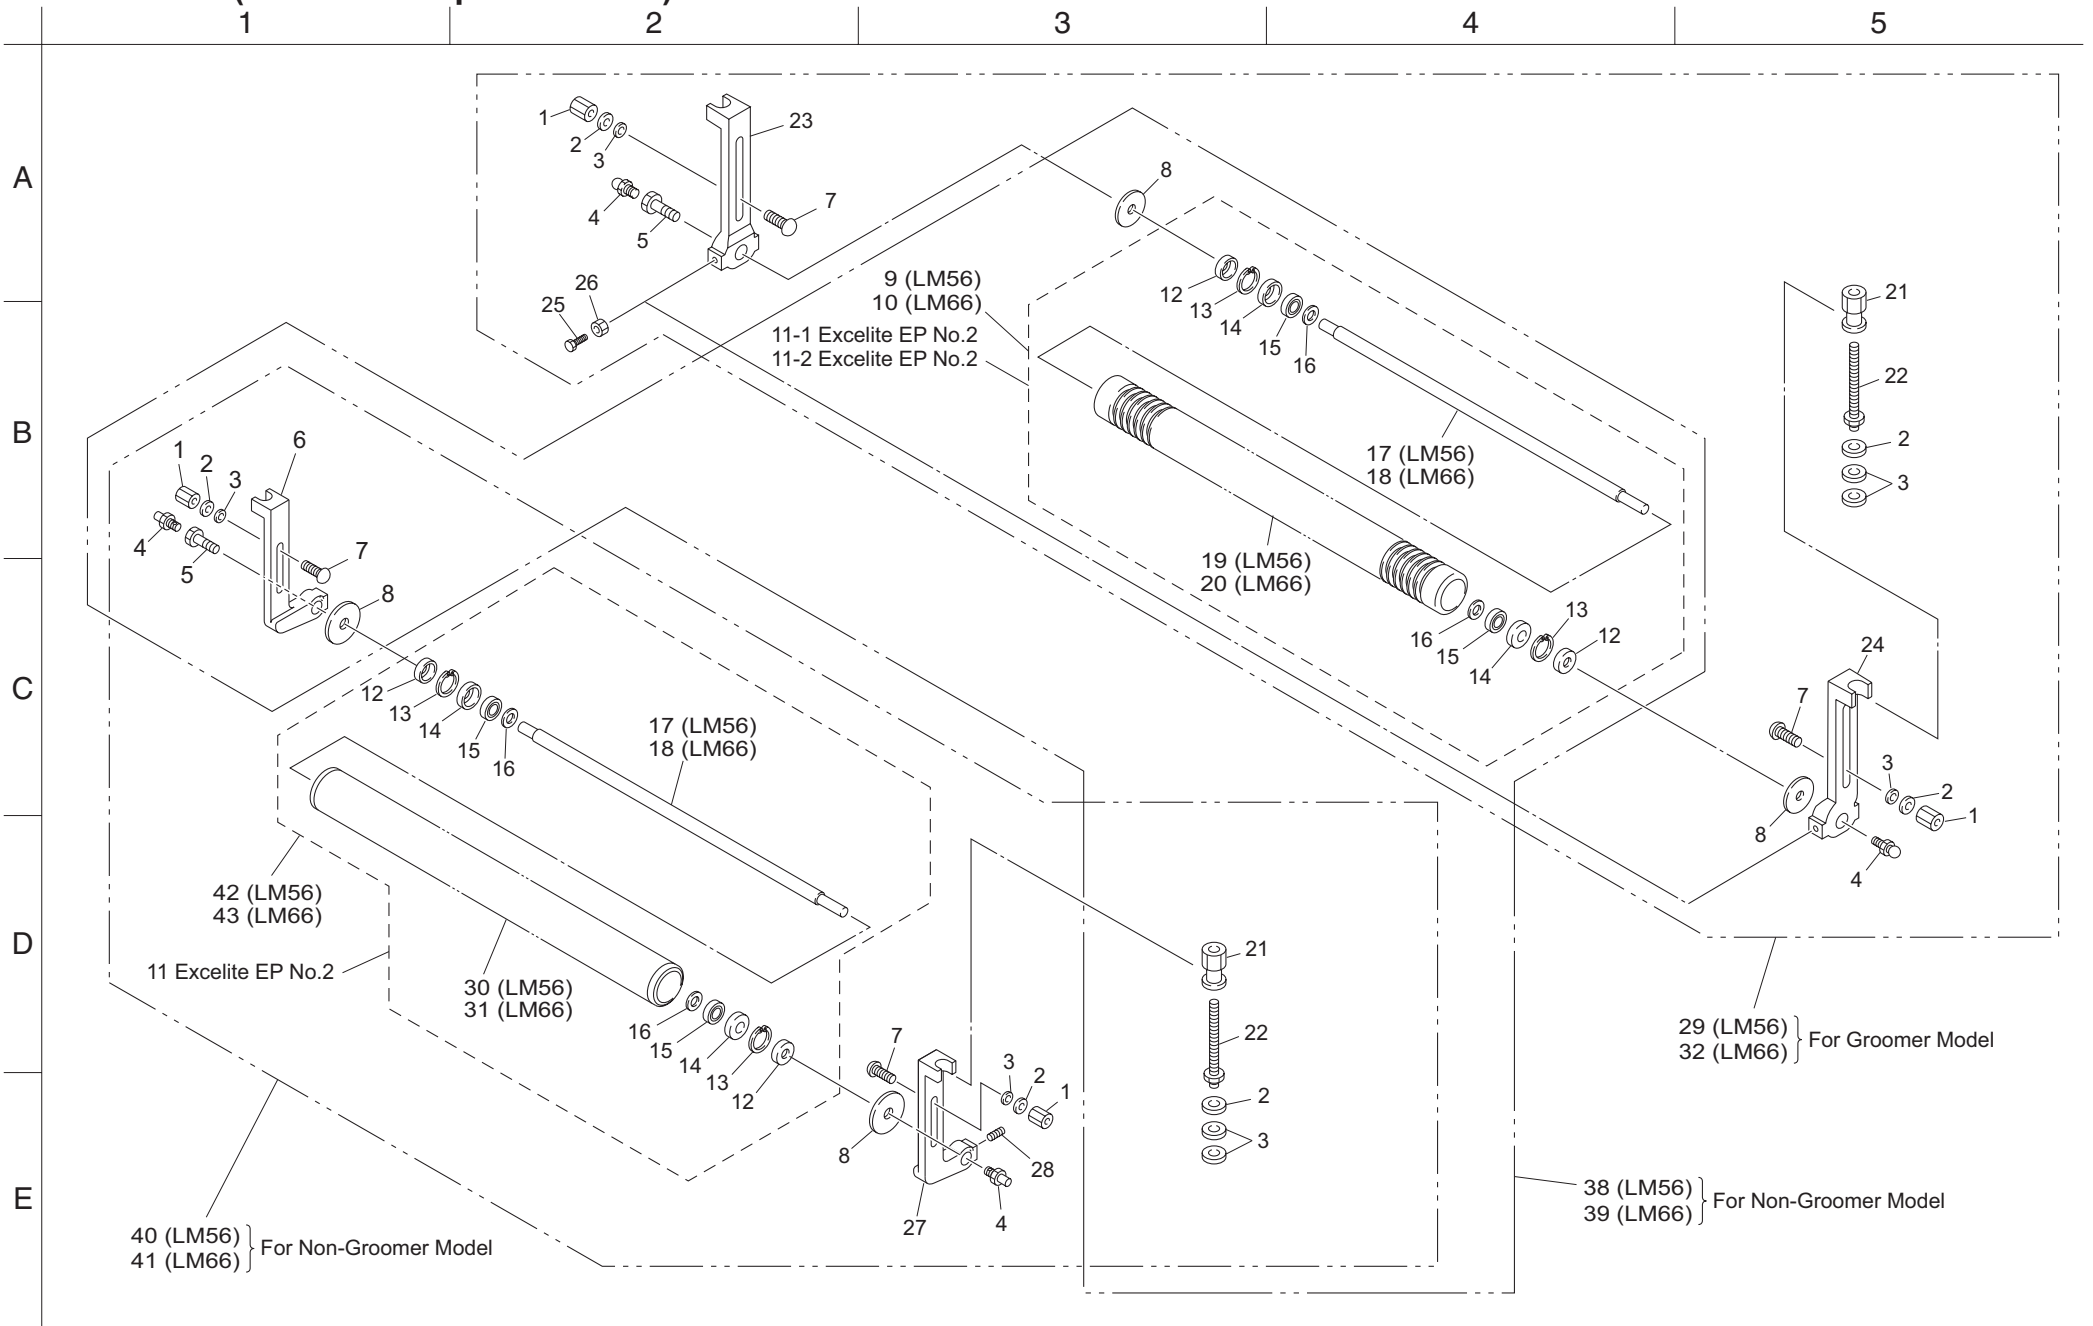 1 2 3 4 5
A
B
C
D
E
1
2
3
4
5
23
7
8
26
25
9 (LM56)
10 (LM66)
11-1 Excelite EP No.2
11-2 Excelite EP No.2
12
13
14
15
16
17 (LM56)
18 (LM66)
21
22
2
3
19 (LM56)
20 (LM66)
16
15
14
13
12
24
7
3
2
1
8
4
1
2
3
6
4
5
7
8
12
13
14
15
16
17 (LM56)
18 (LM66)
42 (LM56)
43 (LM66)
11 Excelite EP No.2
30 (LM56)
31 (LM66)
16
15
14
13
12
7
8
3
2
1
28
27
4
21
22
2
3
29 (LM56)
32 (LM66)
For Groomer Model
38 (LM56)
39 (LM66)
For Non-Groomer Model
40 (LM56)
41 (LM66)
For Non-Groomer Model